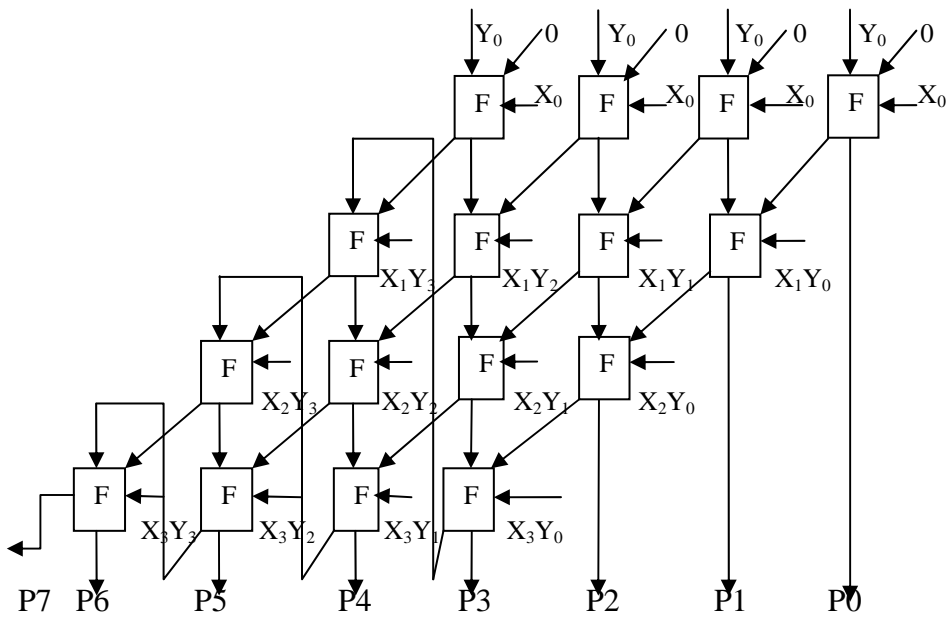 Y₀ 0 Y₀ 0 Y₀ 0 Y₀ 0
F X₀ F X₀ F X₀ F X₀
F F F F
X₁Y₃ X₁Y₂ X₁Y₁ X₁Y₀
F F F F
X₂Y₃ X₂Y₂ X₂Y₁ X₂Y₀
F F F F
X₃Y₃ X₃Y₂ X₃Y₁ X₃Y₀
P7 P6 P5 P4 P3 P2 P1 P0